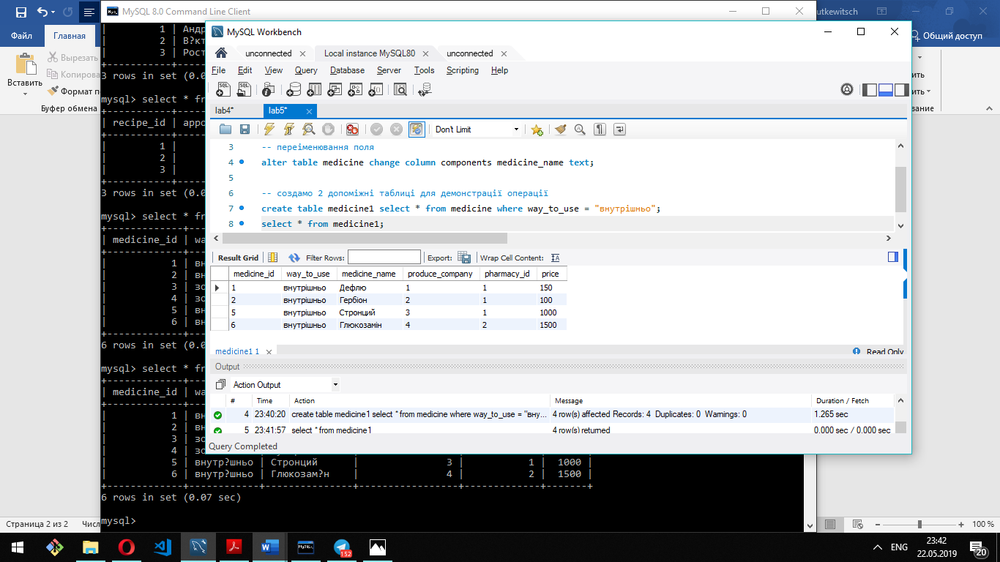 MySQL 8.0 Command Line Client
utkewitsch
Файл
Главная
Общий доступ
Вставить
Вырезать
Буфер обмена
Страница 2 из 2
100 %
1 | Андр
2 | В?кт
3 | Рост
3 rows in set (0.0
mysql> select * fr
| recipe_id | appo
1 |
2 |
3 |
3 rows in set (0.0
mysql> select * fr
| medicine_id | wa
1 | вн
2 | вн
3 | зо
4 | зо
5 | вн
6 | вн
6 rows in set (0.0
mysql> select * fr
| medicine_id | wa
1 | вн
2 | вн
3 | зо
4 | зо
5 | внутр?шньо | Стронций | 3 | 1 | 1000 |
6 | внутр?шньо | Глюкозам?н | 4 | 2 | 1500 |
6 rows in set (0.07 sec)
mysql>
MySQL Workbench
unconnected Local instance MySQL80 unconnected
File Edit View Query Database Server Tools Scripting Help
lab4* lab5*
Don't Limit
3 -- переіменювання поля
4 alter table medicine change column components medicine_name text;
5
6 -- создамо 2 допоміжні таблиці для демонстрації операції
7 create table medicine1 select * from medicine where way_to_use = "внутрішньо";
8 select * from medicine1;
Result Grid Filter Rows: Export: Wrap Cell Content:
medicine_id way_to_use medicine_name produce_company pharmacy_id price
1 внутрішньо Дефлю 1 1 150
2 внутрішньо Гербіон 2 1 100
5 внутрішньо Стронций 3 1 1000
6 внутрішньо Глюкозамін 4 2 1500
medicine1 1 Read Only
Output
Action Output
# Time Action Message Duration / Fetch
4 23:40:20 create table medicine1 select * from medicine where way_to_use = "вну... 4 row(s) affected Records: 4 Duplicates: 0 Warnings: 0 1.265 sec
5 23:41:57 select * from medicine1 4 row(s) returned 0.000 sec / 0.000 sec
Query Completed
152
ENG
23:42
22.05.2019
20